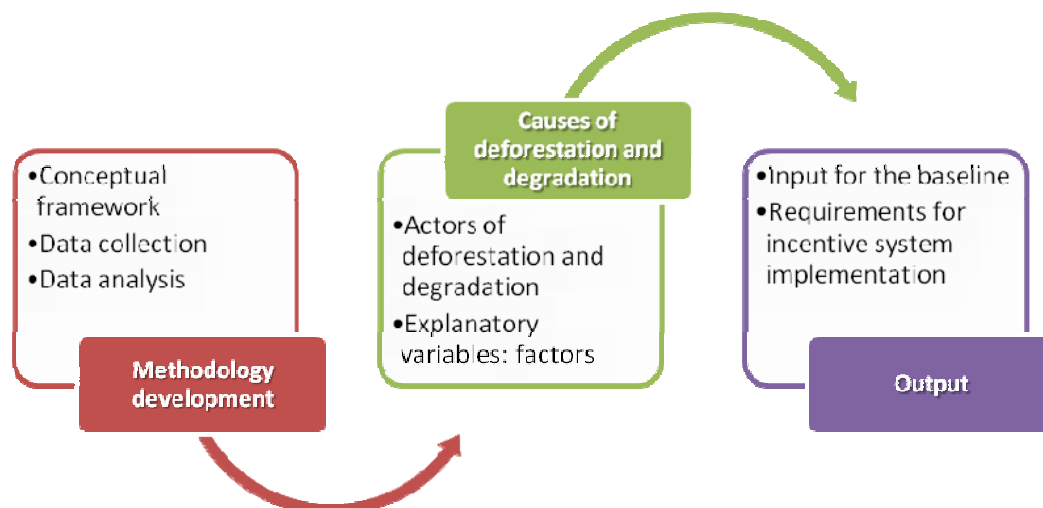 •Conceptual
framework
•Data collection
•Data analysis
Methodology
development
Causes of
deforestation and
degradation
•Actors of
deforestation and
degradation
•Explanatory
variables: factors
•Input for the baseline
•Requirements for
incentive system
implementation
Output